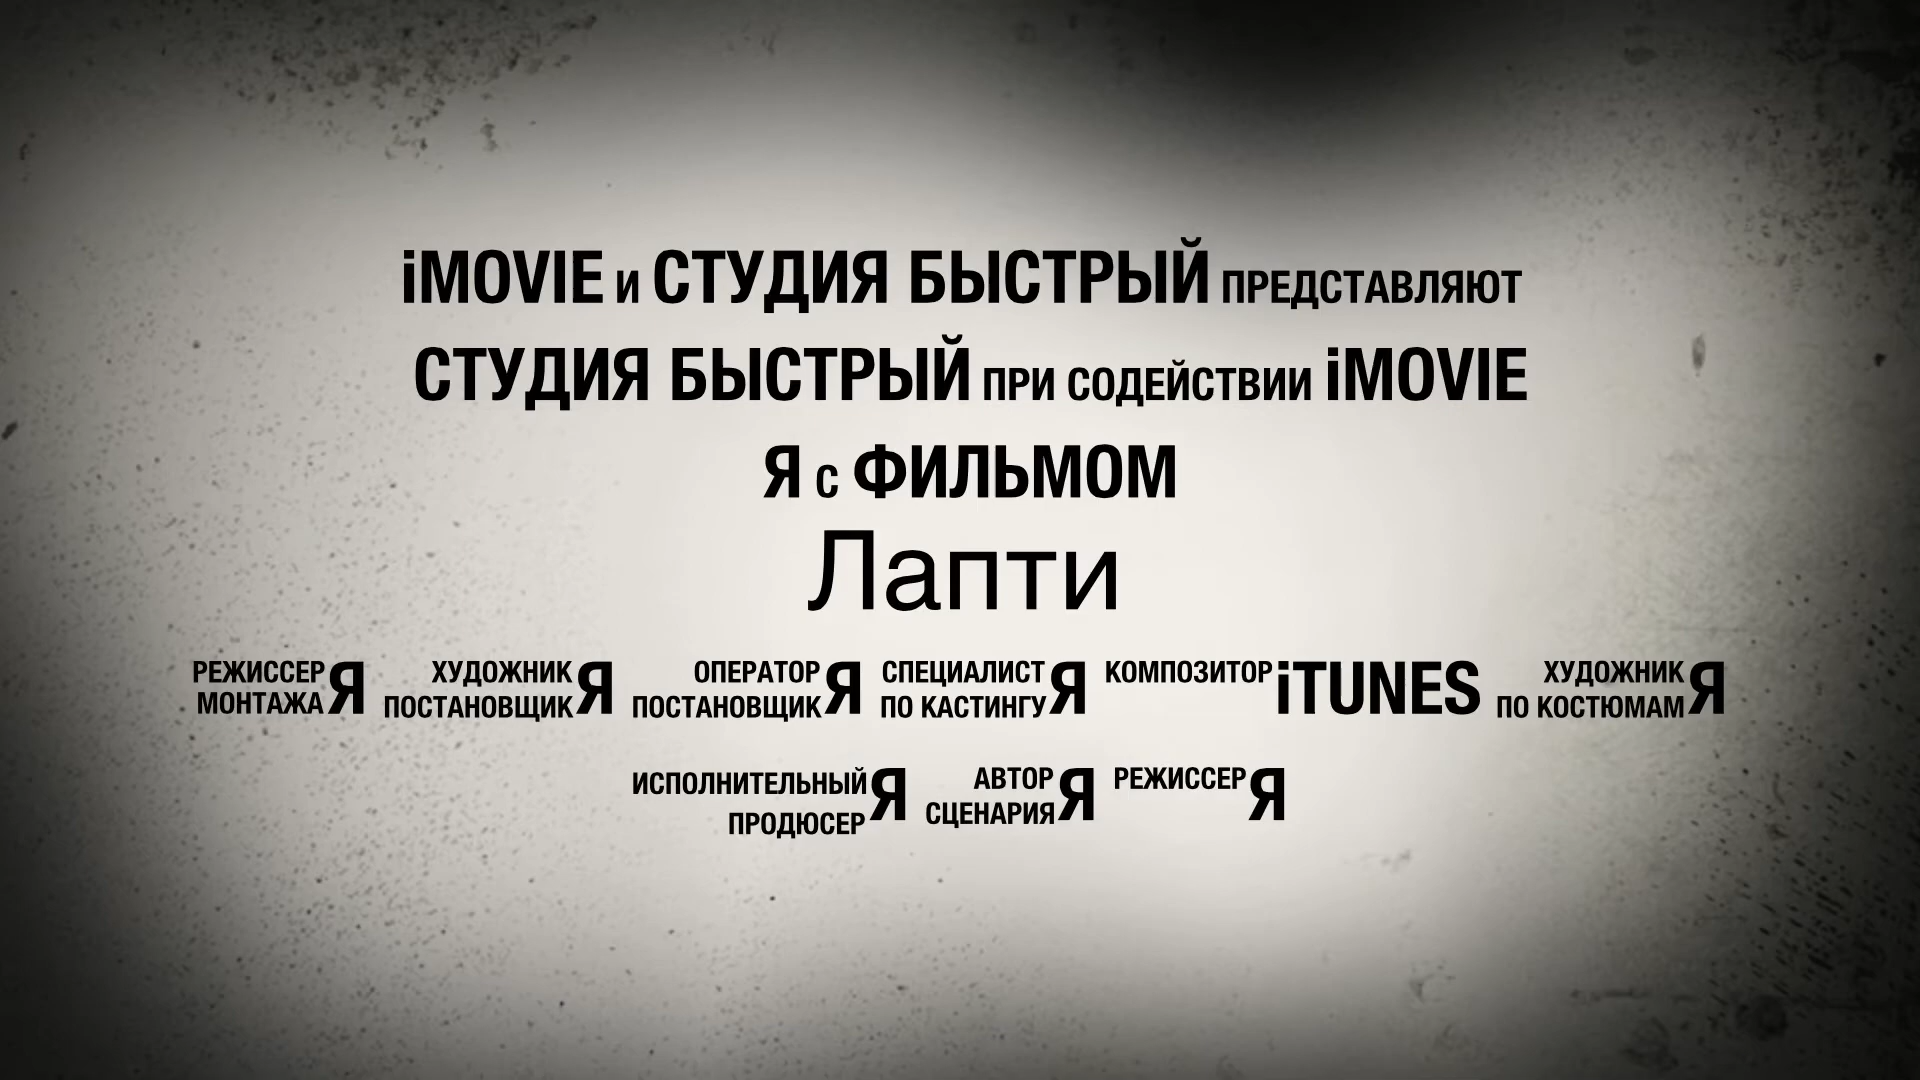 iMOVIE и СТУДИЯ БЫСТРЫЙ ПРЕДСТАВЛЯЮТ
СТУДИЯ БЫСТРЫЙ ПРИ СОДЕЙСТВИИ iMOVIE
Я с ФИЛЬМОМ
Лапти
РЕЖИССЕР МОНТАЖА Я ХУДОЖНИК ПОСТАНОВЩИК Я ОПЕРАТОР ПОСТАНОВЩИК Я СПЕЦИАЛИСТ ПО КАСТИНГУ Я КОМПОЗИТОР iTUNES ХУДОЖНИК ПО КОСТЮМАМ Я
ИСПОЛНИТЕЛЬНЫЙ ПРОДЮСЕР Я АВТОР СЦЕНАРИЯ Я РЕЖИССЕР Я